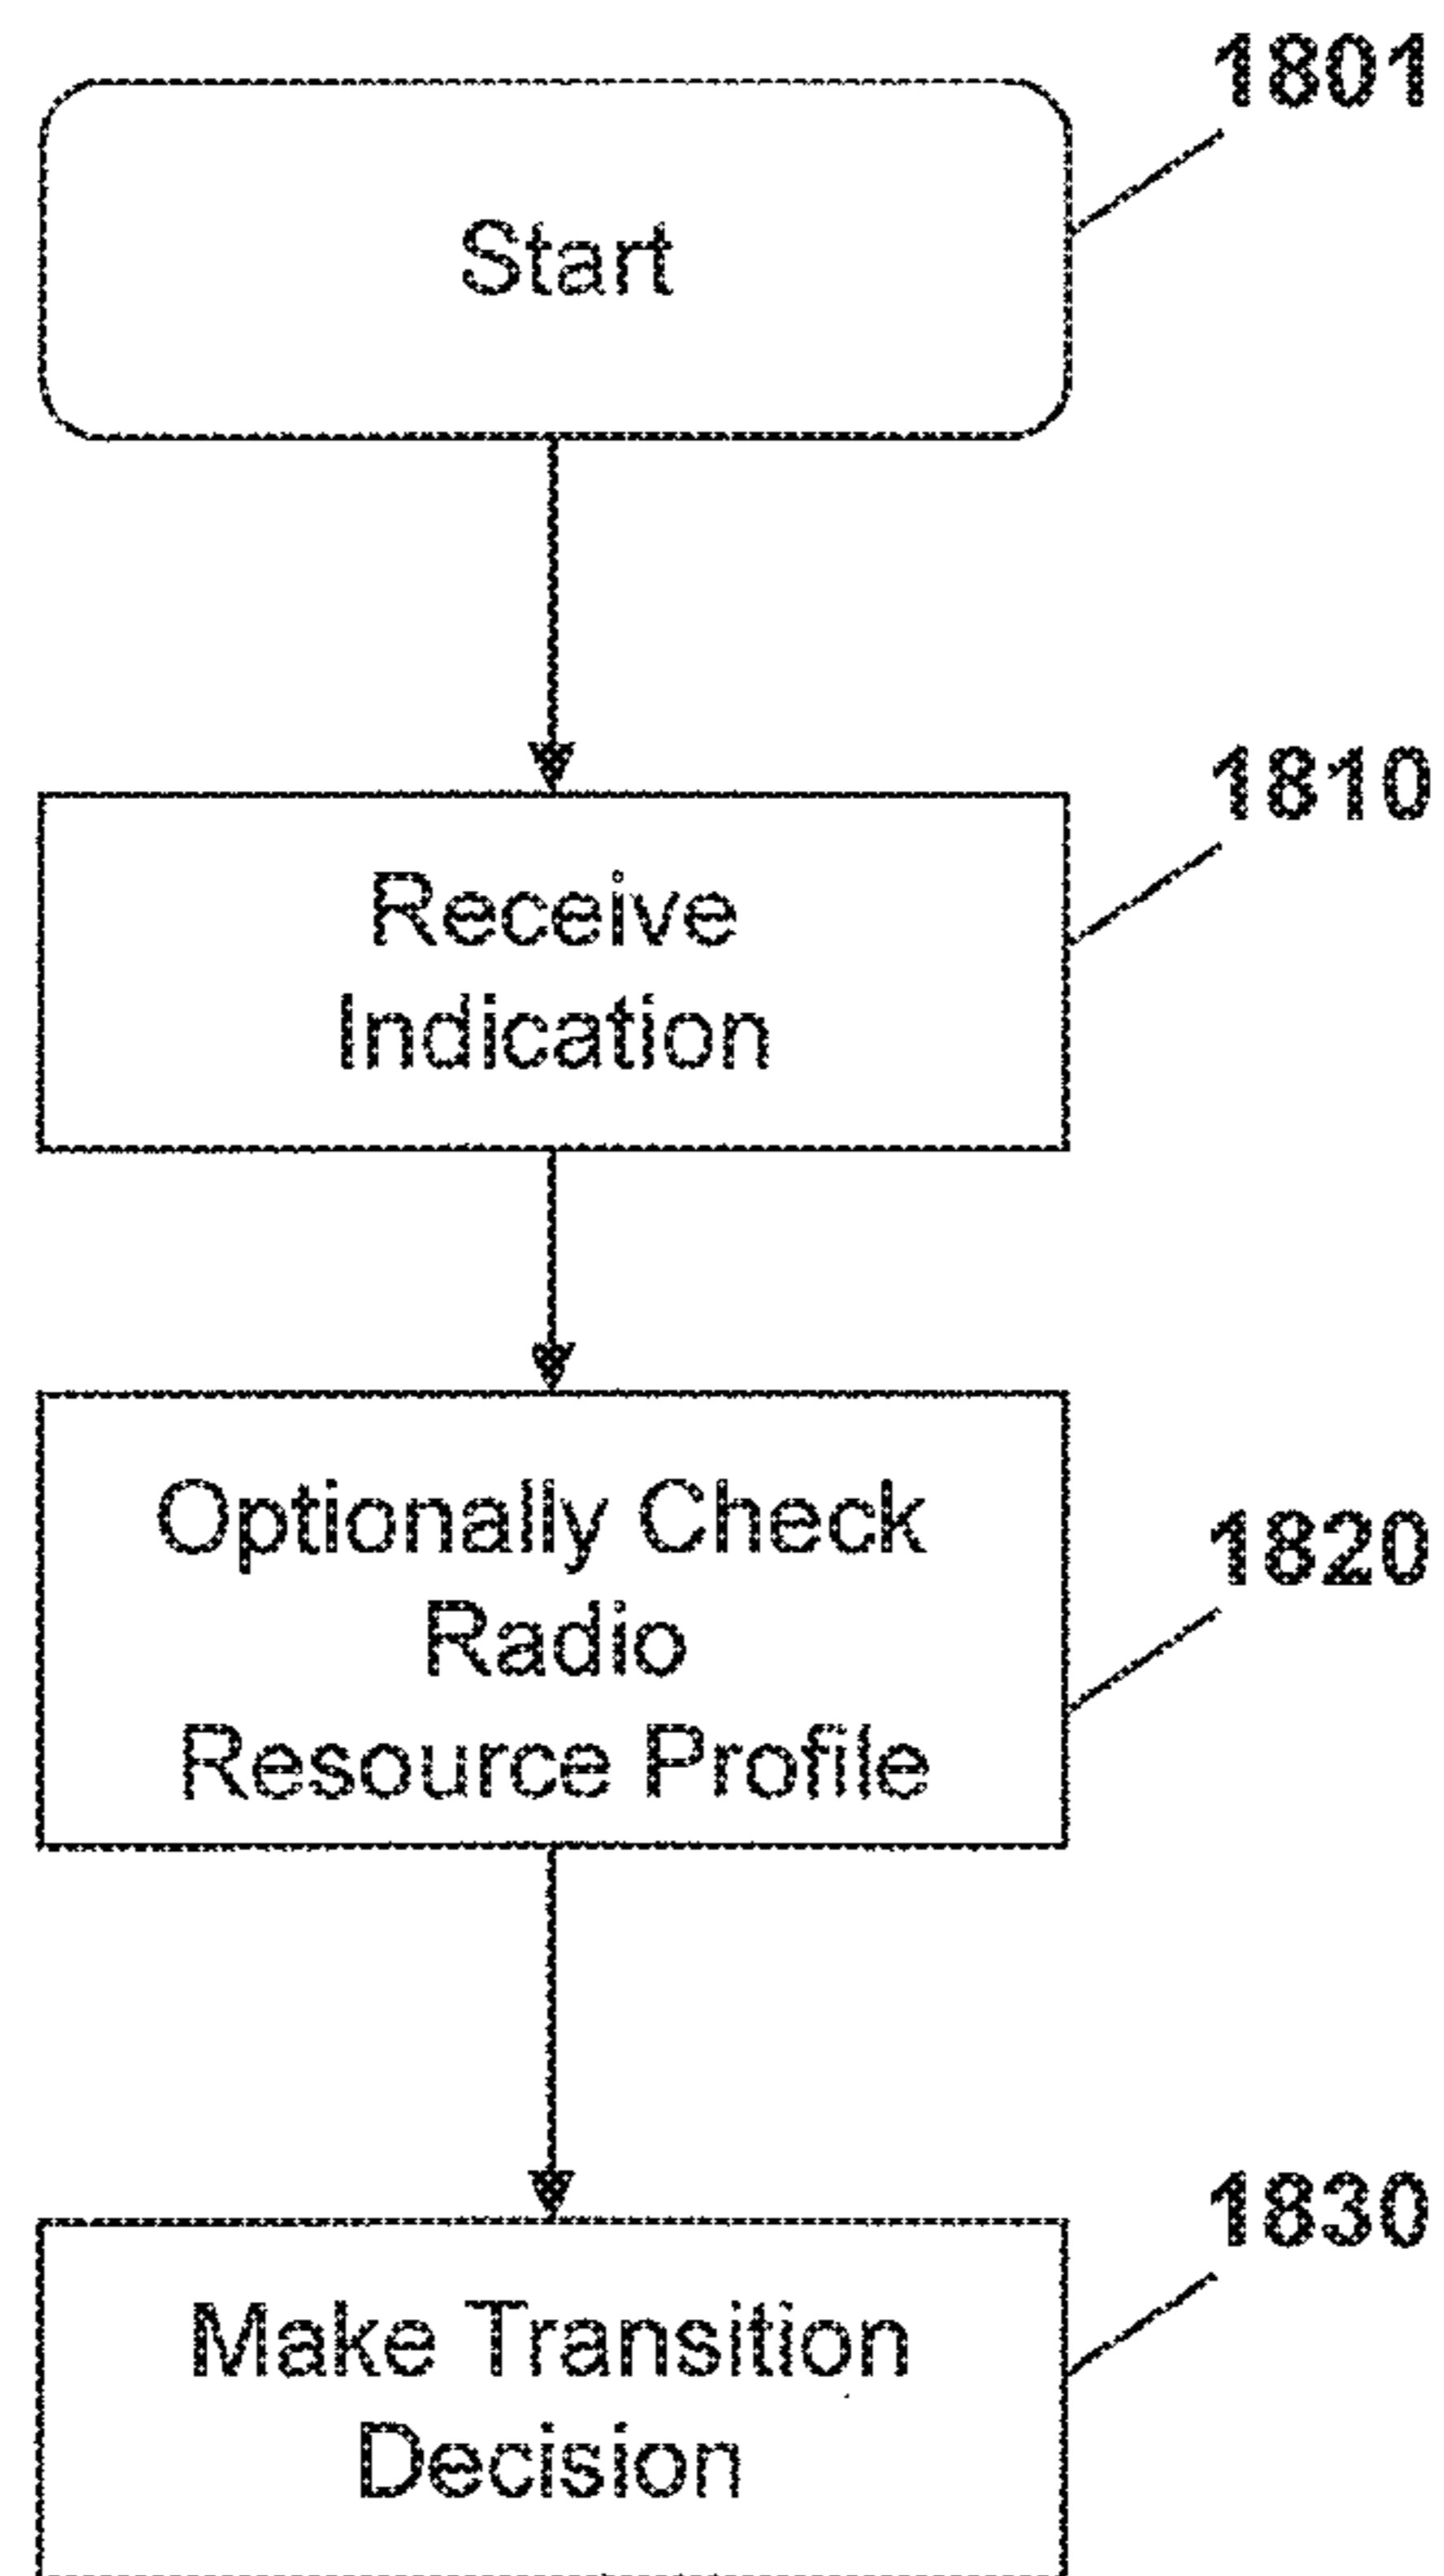 1801
Start
1810
Receive
Indication
Optionally Check
1820
Radio
Resource Profile
1830
Make Transition
Decision